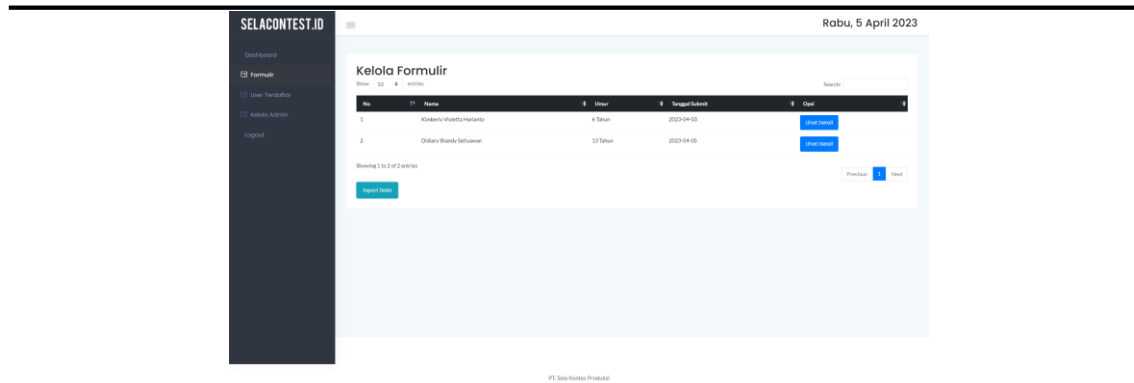 SELACONTEST.ID
Rabu, 5 April 2023
Dashboard
Formulir
User Terdaftar
Kelola Admin
Logout
Kelola Formulir
Show 10 entries
Search:
No Nama Umur Tanggal Submit Opsi
1 Kimberly Violetta Harianto 6 Tahun 2023-04-03 Lihat Detail
2 Didlary Shandy Setiyawan 13 Tahun 2023-04-05 Lihat Detail
Showing 1 to 2 of 2 entries
Previous 1 Next
Export Data
PT. Sela Kontes Produksi